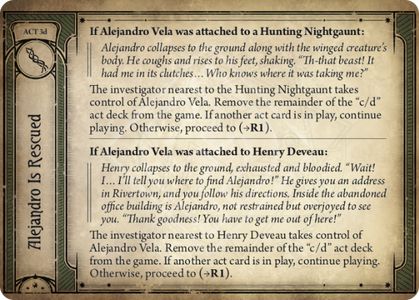 ACT 3d
Alejandro Is Rescued
If Alejandro Vela was attached to a Hunting Nightgaunt:
Alejandro collapses to the ground along with the winged creature's
body. He coughs and rises to his feet, shaking. “Th-that beast! It
had me in its clutches… Who knows where it was taking me?”
The investigator nearest to the Hunting Nightgaunt takes
control of Alejandro Vela. Remove the remainder of the “c/d”
act deck from the game. If another act card is in play, continue
playing. Otherwise, proceed to (→R1).
If Alejandro Vela was attached to Henry Deveau:
Henry collapses to the ground, exhausted and bloodied. “Wait!
I… I'll tell you where to find Alejandro!” He gives you an address
in Rivertown, and you follow his directions. Inside the abandoned
office building is Alejandro, not restrained but overjoyed to see
you. “Thank goodness! You have to get me out of here!”
The investigator nearest to Henry Deveau takes control of
Alejandro Vela. Remove the remainder of the “c/d” act deck
from the game. If another act card is in play, continue playing.
Otherwise, proceed to (→R1).